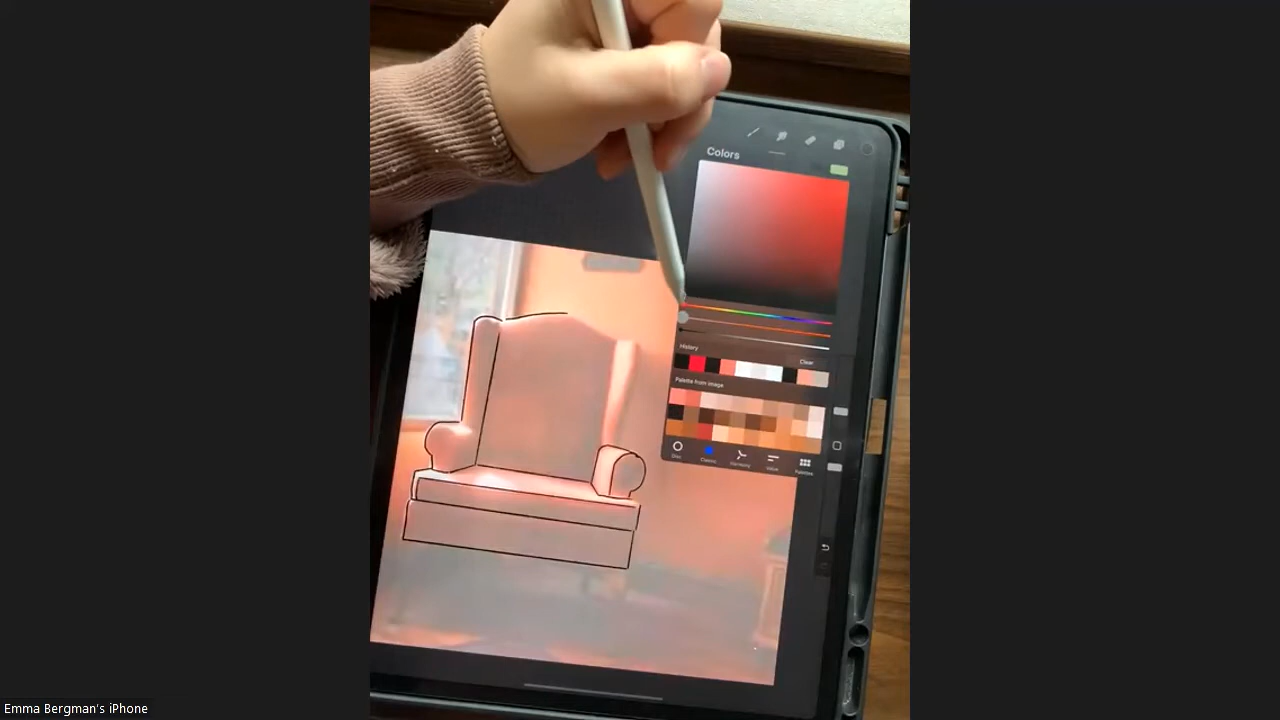 Colors
History
Clear
Palette from image
Disc
Classic
Harmony
Value
Palettes
Emma Bergman's iPhone